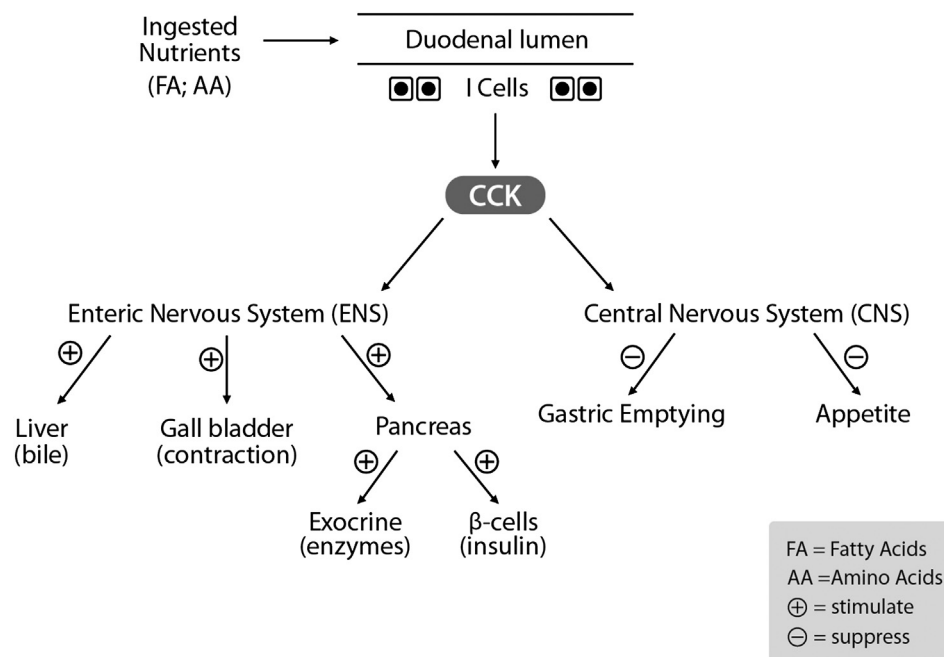 Ingested
Nutrients
(FA; AA)
Duodenal lumen
I Cells
CCK
Enteric Nervous System (ENS)
Central Nervous System (CNS)
+
+
+
−
−
Liver
(bile)
Gall bladder
(contraction)
Pancreas
Gastric Emptying
Appetite
+
+
Exocrine
(enzymes)
β-cells
(insulin)
FA = Fatty Acids
AA =Amino Acids
⊕ = stimulate
⊖ = suppress